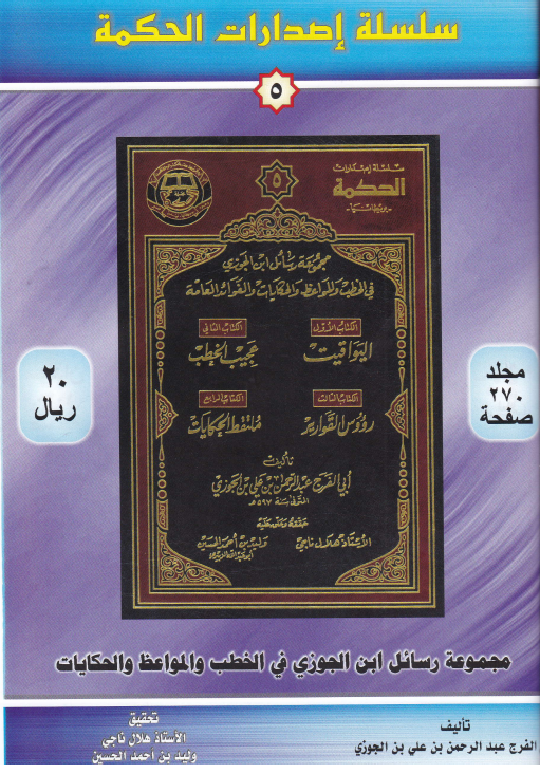 سلسلة إصدارات الحكمة
٥
سلسلة إصدارات
الحكمة
٥
مجموعة رسائل ابن الجوزي
في الخطب والمواعظ والحكايات والفوائد العامة
الكتاب الأول
اليواقيت
الكتاب الثاني
عجيب الخطب
الكتاب الثالث
رؤوس القوارير
الكتاب الرابع
ملتقط الحكايات
تأليف
أبي الفرج عبد الرحمن بن علي بن الجوزي
المتوفى سنة ٥٩٣ هـ
الأستاذ هلال ناجي
وليد بن أحمد الحسين
مجلد
٢٧٠
صفحة
٢٠
ريال
مجموعة رسائل ابن الجوزي في الخطب والمواعظ والحكايات
تأليف
الفرج عبد الرحمن بن علي بن الجوزي
تحقيق
الأستاذ هلال ناجي
وليد بن احمد الحسين